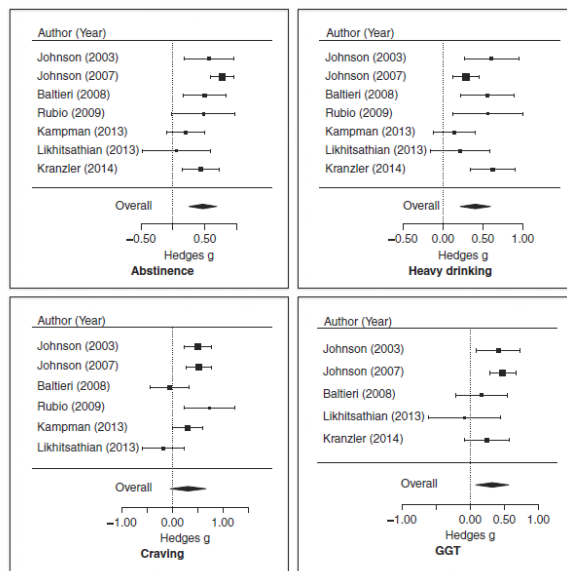 Author (Year)
Johnson (2003)
Johnson (2007)
Baltieri (2008)
Rubio (2009)
Kampman (2013)
Likhitsathian (2013)
Kranzler (2014)
Overall
−0.50 0.50
Hedges g
Abstinence
Author (Year)
Johnson (2003)
Johnson (2007)
Baltieri (2008)
Rubio (2009)
Kampman (2013)
Likhitsathian (2013)
Kranzler (2014)
Overall
−0.50 0.00 0.50 1.00
Hedges g
Heavy drinking
Author (Year)
Johnson (2003)
Johnson (2007)
Baltieri (2008)
Rubio (2009)
Kampman (2013)
Likhitsathian (2013)
Overall
−1.00 0.00 1.00
Hedges g
Craving
Author (Year)
Johnson (2003)
Johnson (2007)
Baltieri (2008)
Likhitsathian (2013)
Kranzler (2014)
Overall
−1.00 0.00 0.50 1.00
Hedges g
GGT